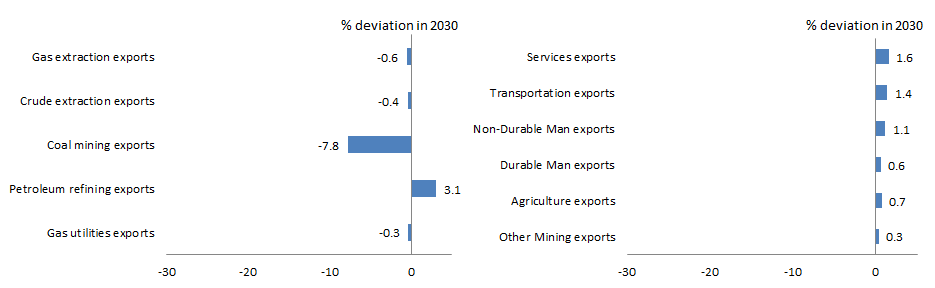 % deviation in 2030
Gas extraction exports
-0.6
Crude extraction exports
-0.4
Coal mining exports
-7.8
Petroleum refining exports
3.1
Gas utilities exports
-0.3
-30 -20 -10 0
% deviation in 2030
Services exports
1.6
Transportation exports
1.4
Non-Durable Man exports
1.1
Durable Man exports
0.6
Agriculture exports
0.7
Other Mining exports
0.3
-30 -20 -10 0